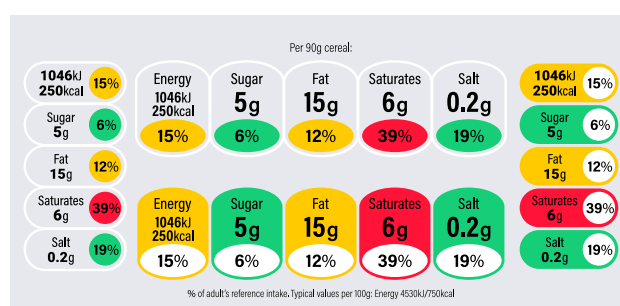 Per 90g cereal:
1046kJ
250kcal
15%
Sugar
5g
6%
Fat
15g
12%
Saturates
6g
39%
Salt
0.2g
19%
Energy
1046kJ
250kcal
15%
Sugar
5g
6%
Fat
15g
12%
Saturates
6g
39%
Salt
0.2g
19%
Energy
1046kJ
250kcal
15%
Sugar
5g
6%
Fat
15g
12%
Saturates
6g
39%
Salt
0.2g
19%
1046kJ
250kcal
15%
Sugar
5g
6%
Fat
15g
12%
Saturates
6g
39%
Salt
0.2g
19%
% of adult's reference intake. Typical values per 100g: Energy 4530kJ/750kcal